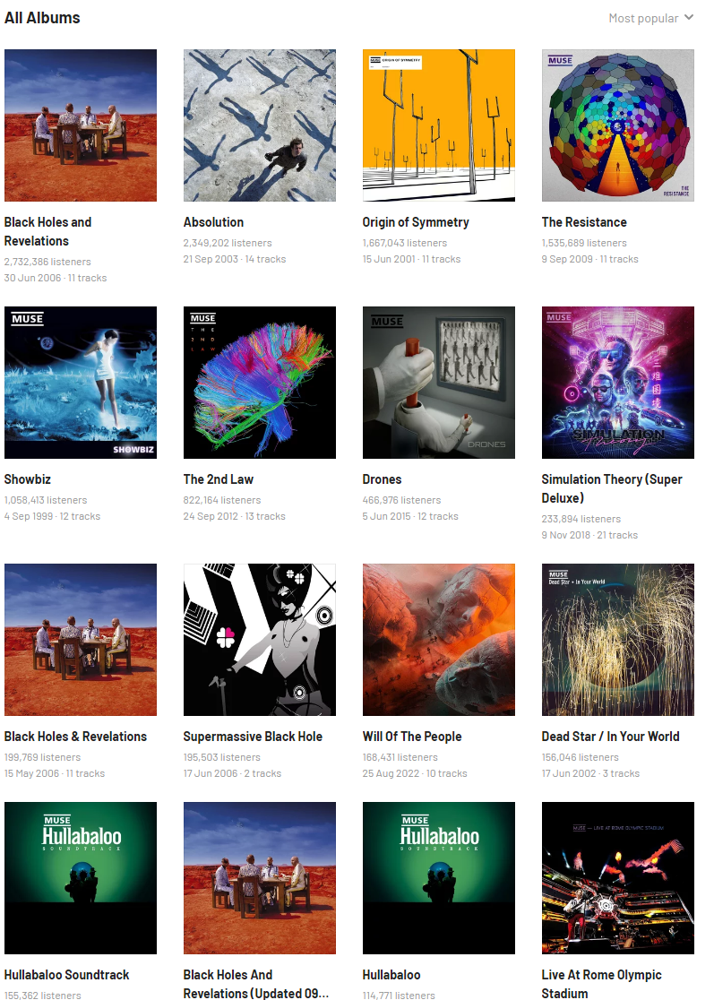 All Albums
Most popular
MUSE ORIGIN OF SYMMETRY
MUSE
THE
RESISTANCE
Black Holes and
Revelations
2,732,386 listeners
30 Jun 2006 · 11 tracks
Absolution
2,349,202 listeners
21 Sep 2003 · 14 tracks
Origin of Symmetry
1,667,043 listeners
15 Jun 2001 · 11 tracks
The Resistance
1,535,689 listeners
9 Sep 2009 · 11 tracks
MUSE
SHOWBIZ
MUSE
THE
2ND
LAW
MUSE
DRONES
MUSE
三堆困境
SIMULATION
Theory
Showbiz
1,058,413 listeners
4 Sep 1999 · 12 tracks
The 2nd Law
822,164 listeners
24 Sep 2012 · 13 tracks
Drones
466,976 listeners
5 Jun 2015 · 12 tracks
Simulation Theory (Super
Deluxe)
233,894 listeners
9 Nov 2018 · 21 tracks
MUSE
Dead Star + In Your World
Black Holes & Revelations
199,769 listeners
15 May 2006 · 11 tracks
Supermassive Black Hole
195,503 listeners
17 Jun 2006 · 2 tracks
Will Of The People
168,431 listeners
25 Aug 2022 · 10 tracks
Dead Star / In Your World
156,046 listeners
17 Jun 2002 · 3 tracks
MUSE
Hullabaloo
SOUNDTRACK
MUSE
Hullabaloo
SOUNDTRACK
MUSE — LIVE AT ROME OLYMPIC STADIUM
Hullabaloo Soundtrack
155,362 listeners
Black Holes And
Revelations (Updated 09...
Hullabaloo
114,771 listeners
Live At Rome Olympic
Stadium